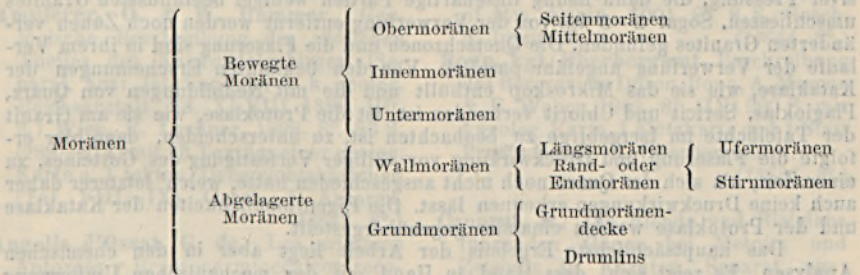 Moränen
Bewegte
Moränen
Obermoränen
Seitenmoränen
Mittelmoränen
Innenmoränen
Untermoränen
Abgelagerte
Moränen
Wallmoränen
Längsmoränen
Rand- oder
Endmoränen
Ufermoränen
Stirnmoränen
Grundmoränen
Grundmoränen-
decke
Drumlins